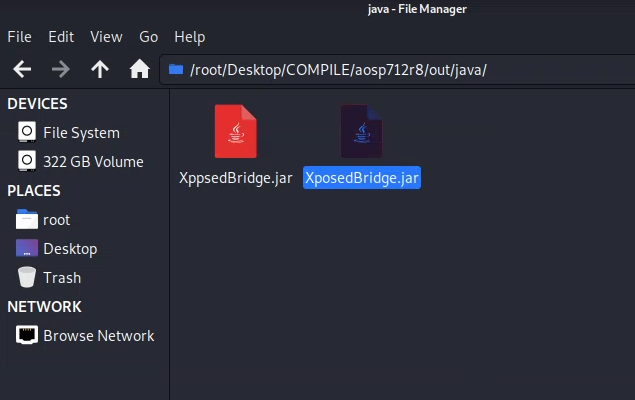 java - File Manager
File Edit View Go Help
/root/Desktop/COMPILE/aosp712r8/out/java/
DEVICES
File System
322 GB Volume
PLACES
root
Desktop
Trash
NETWORK
Browse Network
XppsedBridge.jar XposedBridge.jar